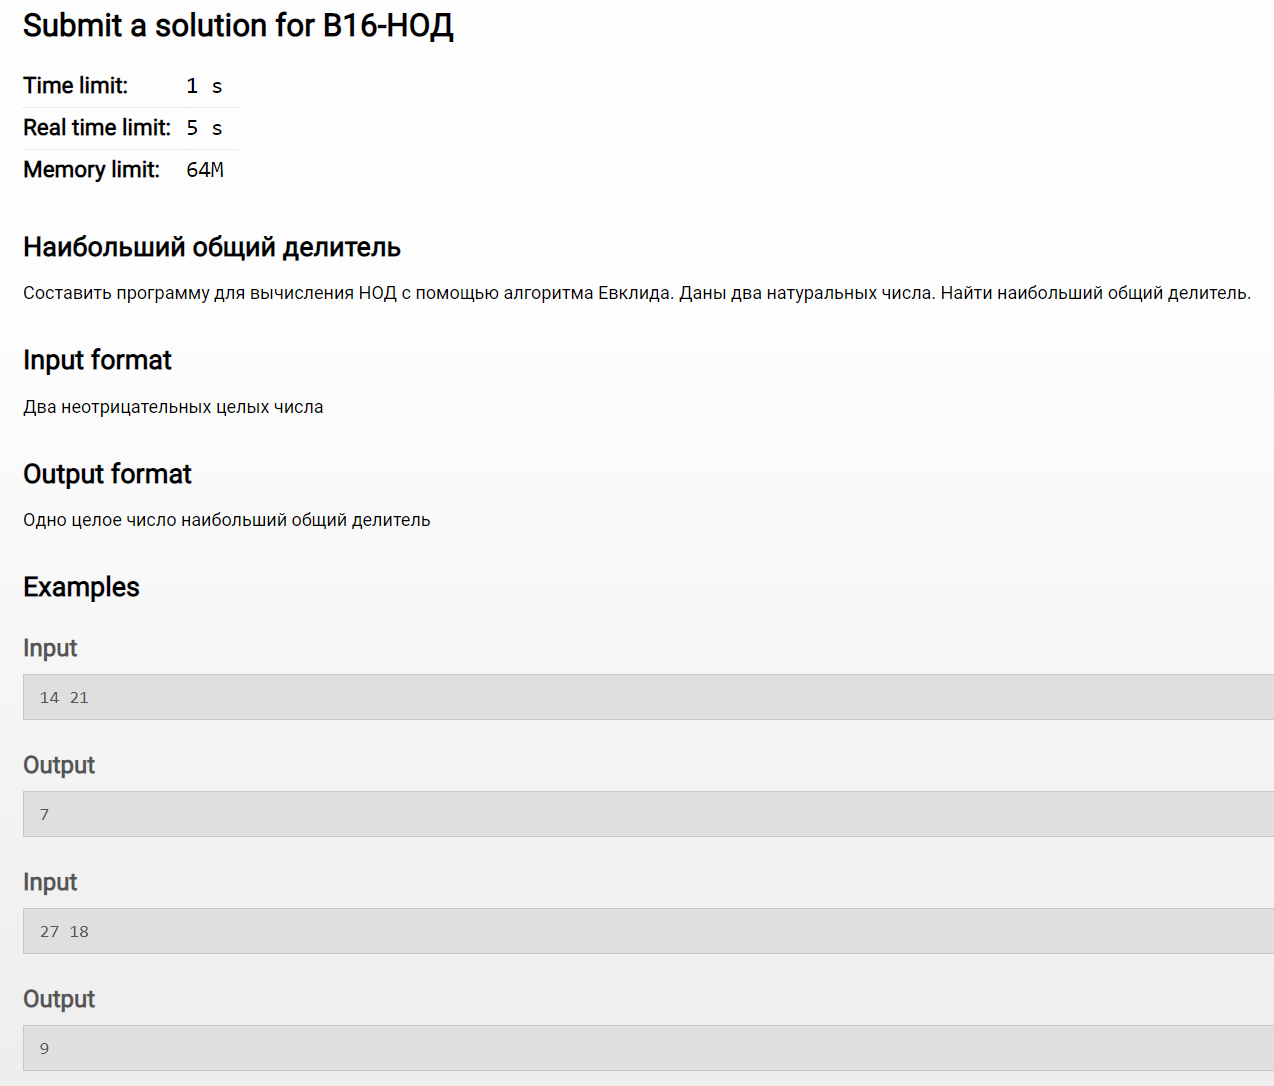 Submit a solution for B16-НОД
Time limit: 1 s
Real time limit: 5 s
Memory limit: 64M
Наибольший общий делитель
Составить программу для вычисления НОД с помощью алгоритма Евклида. Даны два натуральных числа. Найти наибольший общий делитель.
Input format
Два неотрицательных целых числа
Output format
Одно целое число наибольший общий делитель
Examples
Input
14 21
Output
7
Input
27 18
Output
9